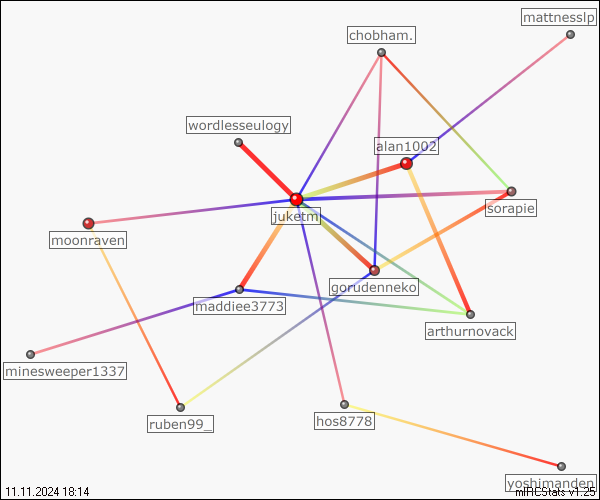 mattnesslp
chobham.
wordlesseulogy
alan1002
sorapie
juketm
moonraven
gorudenneko
maddiee3773
arthurnovack
minesweeper1337
ruben99_
hos8778
yoshimanden
11.11.2024 18:14
mIRCStats v1.25